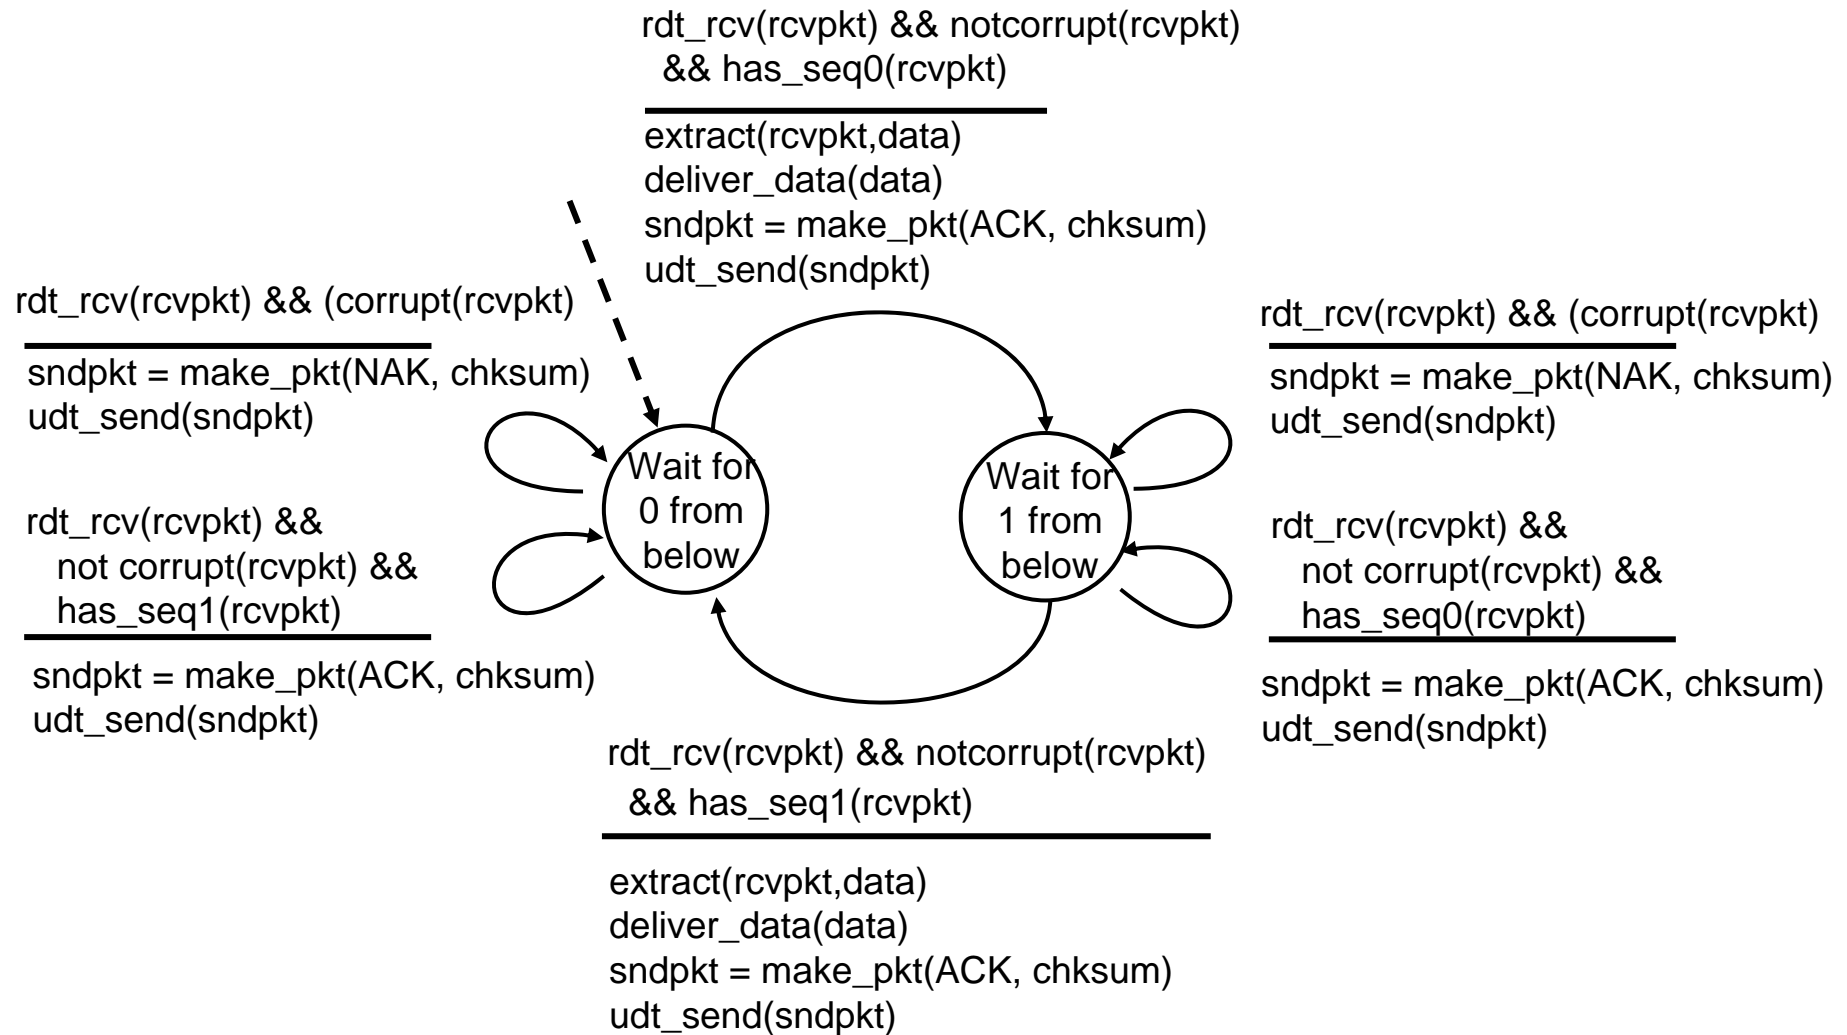 rdt_rcv(rcvpkt) && notcorrupt(rcvpkt)
&& has_seq0(rcvpkt)
extract(rcvpkt,data)
deliver_data(data)
sndpkt = make_pkt(ACK, chksum)
udt_send(sndpkt)
rdt_rcv(rcvpkt) && (corrupt(rcvpkt)
sndpkt = make_pkt(NAK, chksum)
udt_send(sndpkt)
rdt_rcv(rcvpkt) &&
not corrupt(rcvpkt) &&
has_seq1(rcvpkt)
sndpkt = make_pkt(ACK, chksum)
udt_send(sndpkt)
Wait for
0 from
below
Wait for
1 from
below
rdt_rcv(rcvpkt) && (corrupt(rcvpkt)
sndpkt = make_pkt(NAK, chksum)
udt_send(sndpkt)
rdt_rcv(rcvpkt) &&
not corrupt(rcvpkt) &&
has_seq0(rcvpkt)
sndpkt = make_pkt(ACK, chksum)
udt_send(sndpkt)
rdt_rcv(rcvpkt) && notcorrupt(rcvpkt)
&& has_seq1(rcvpkt)
extract(rcvpkt,data)
deliver_data(data)
sndpkt = make_pkt(ACK, chksum)
udt_send(sndpkt)